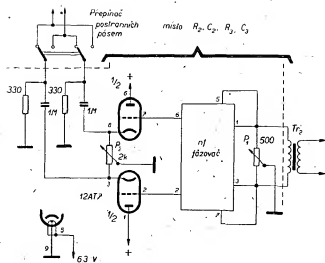 Přepínač
postranních
pásem
místo R₂, C₂, R₃, C₃
330
330
1M
1M
1/2
6
+
7
8
P₂
2k
3
12AT7
1/2
2
1
+
5
6
1
nf
fázovač
2
3
7
P₁
500
Tr₂
9
5
6,3 V